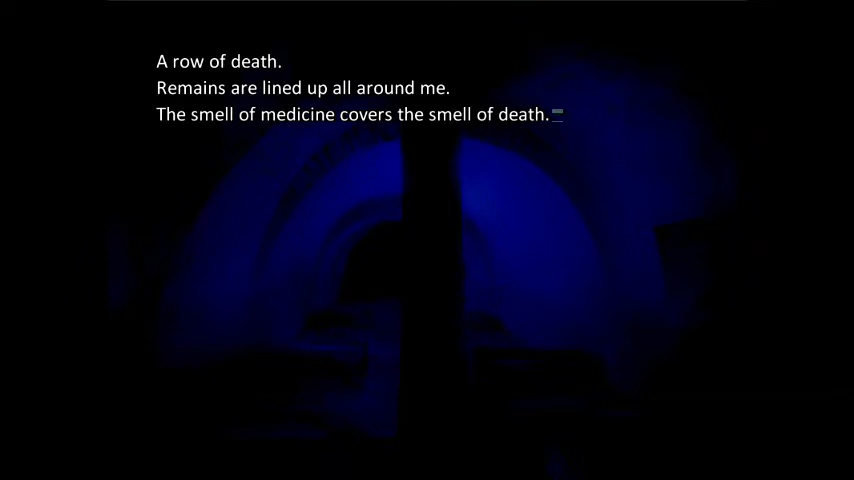 A row of death.
Remains are lined up all around me.
The smell of medicine covers the smell of death.